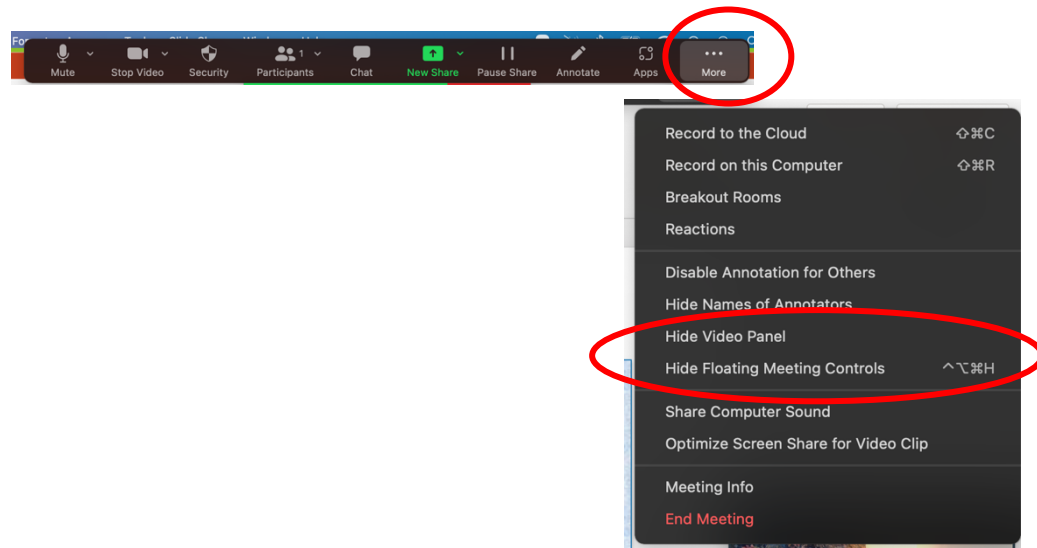 Mute
Stop Video
Security
Participants
1
Chat
New Share
Pause Share
Annotate
Apps
More
Record to the Cloud ⇧⌘C
Record on this Computer ⇧⌘R
Breakout Rooms
Reactions
Disable Annotation for Others
Hide Names of Annotators
Hide Video Panel
Hide Floating Meeting Controls ^⌥⌘H
Share Computer Sound
Optimize Screen Share for Video Clip
Meeting Info
End Meeting